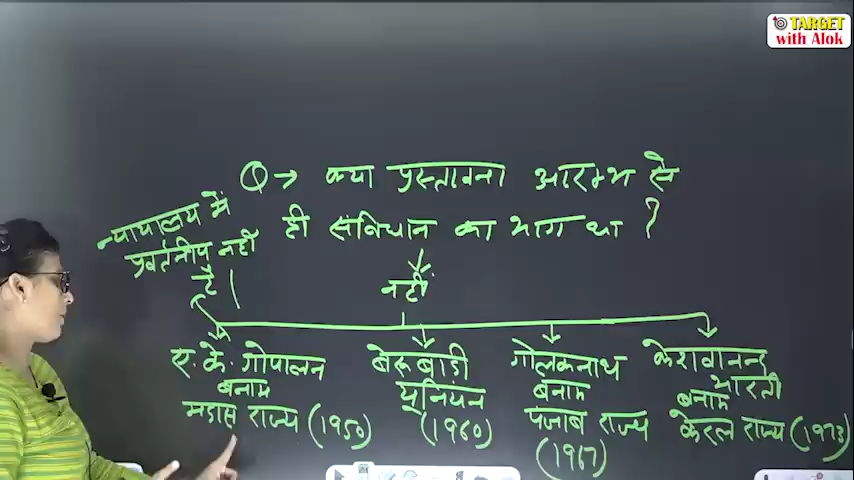 TARGET
with Alok
Q → क्या प्रस्तावना आरम्भ से
ही संविधान का भाग था ?
न्यायालय में
प्रवर्तनीय नहीं
है |
नहीं
ए. के. गोपालन
बनाम
मद्रास राज्य (1950)
बेरूबाड़ी
यूनियन
(1960)
गोलकनाथ
बनाम
पंजाब राज्य
(1967)
केशवानन्द
भारती
बनाम
केरल राज्य (1973)